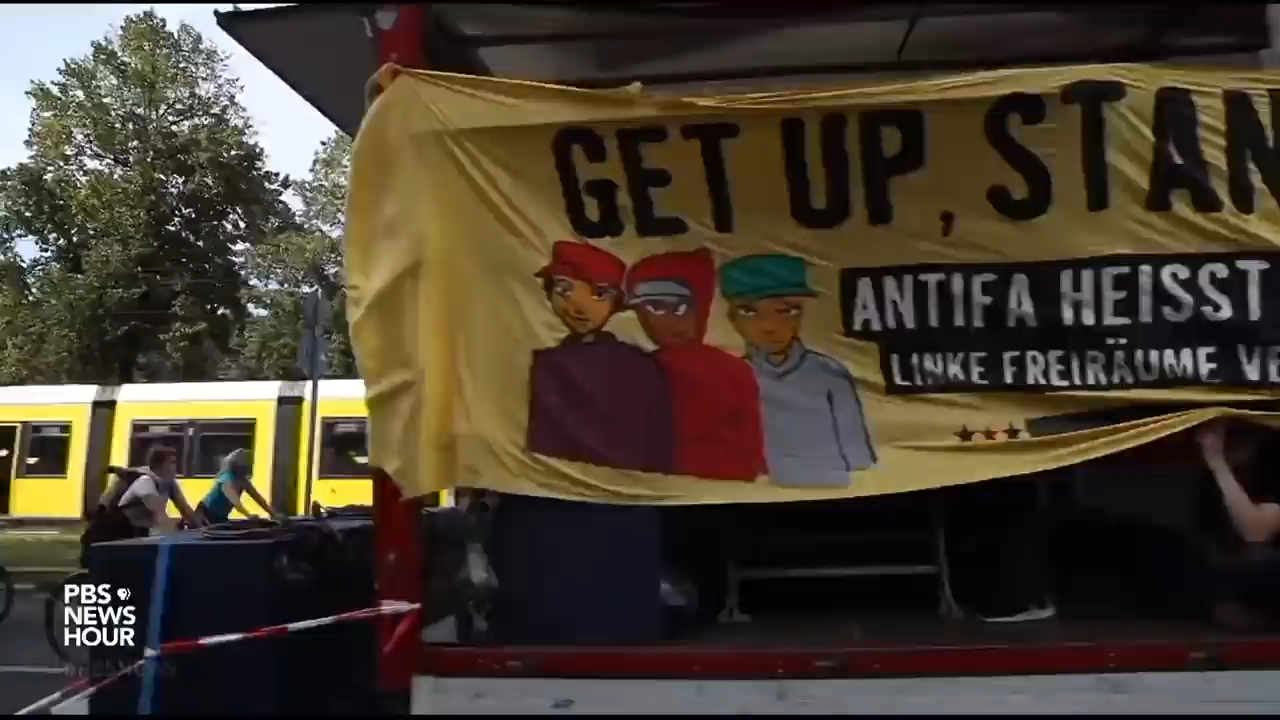 GET UP, STAN
ANTIFA HEISST
LINKE FREIRÄUME VE
PBS
NEWS
HOUR